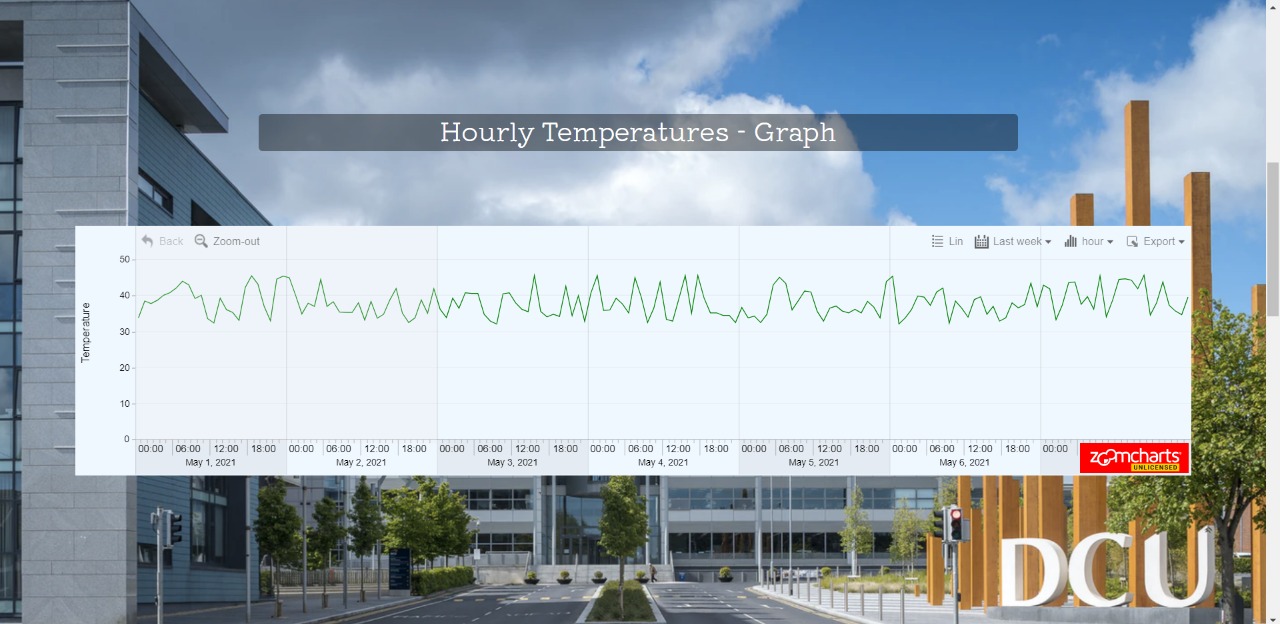 Hourly Temperatures - Graph
Back Zoom-out Lin Last week hour Export
Temperature
50
40
30
20
10
0
00:00 06:00 12:00 18:00 00:00 06:00 12:00 18:00 00:00 06:00 12:00 18:00 00:00 06:00 12:00 18:00 00:00 06:00 12:00 18:00 00:00 06:00 12:00 18:00 00:00
May 1, 2021 May 2, 2021 May 3, 2021 May 4, 2021 May 5, 2021 May 6, 2021
zoomcharts
UNLICENSED
DCU